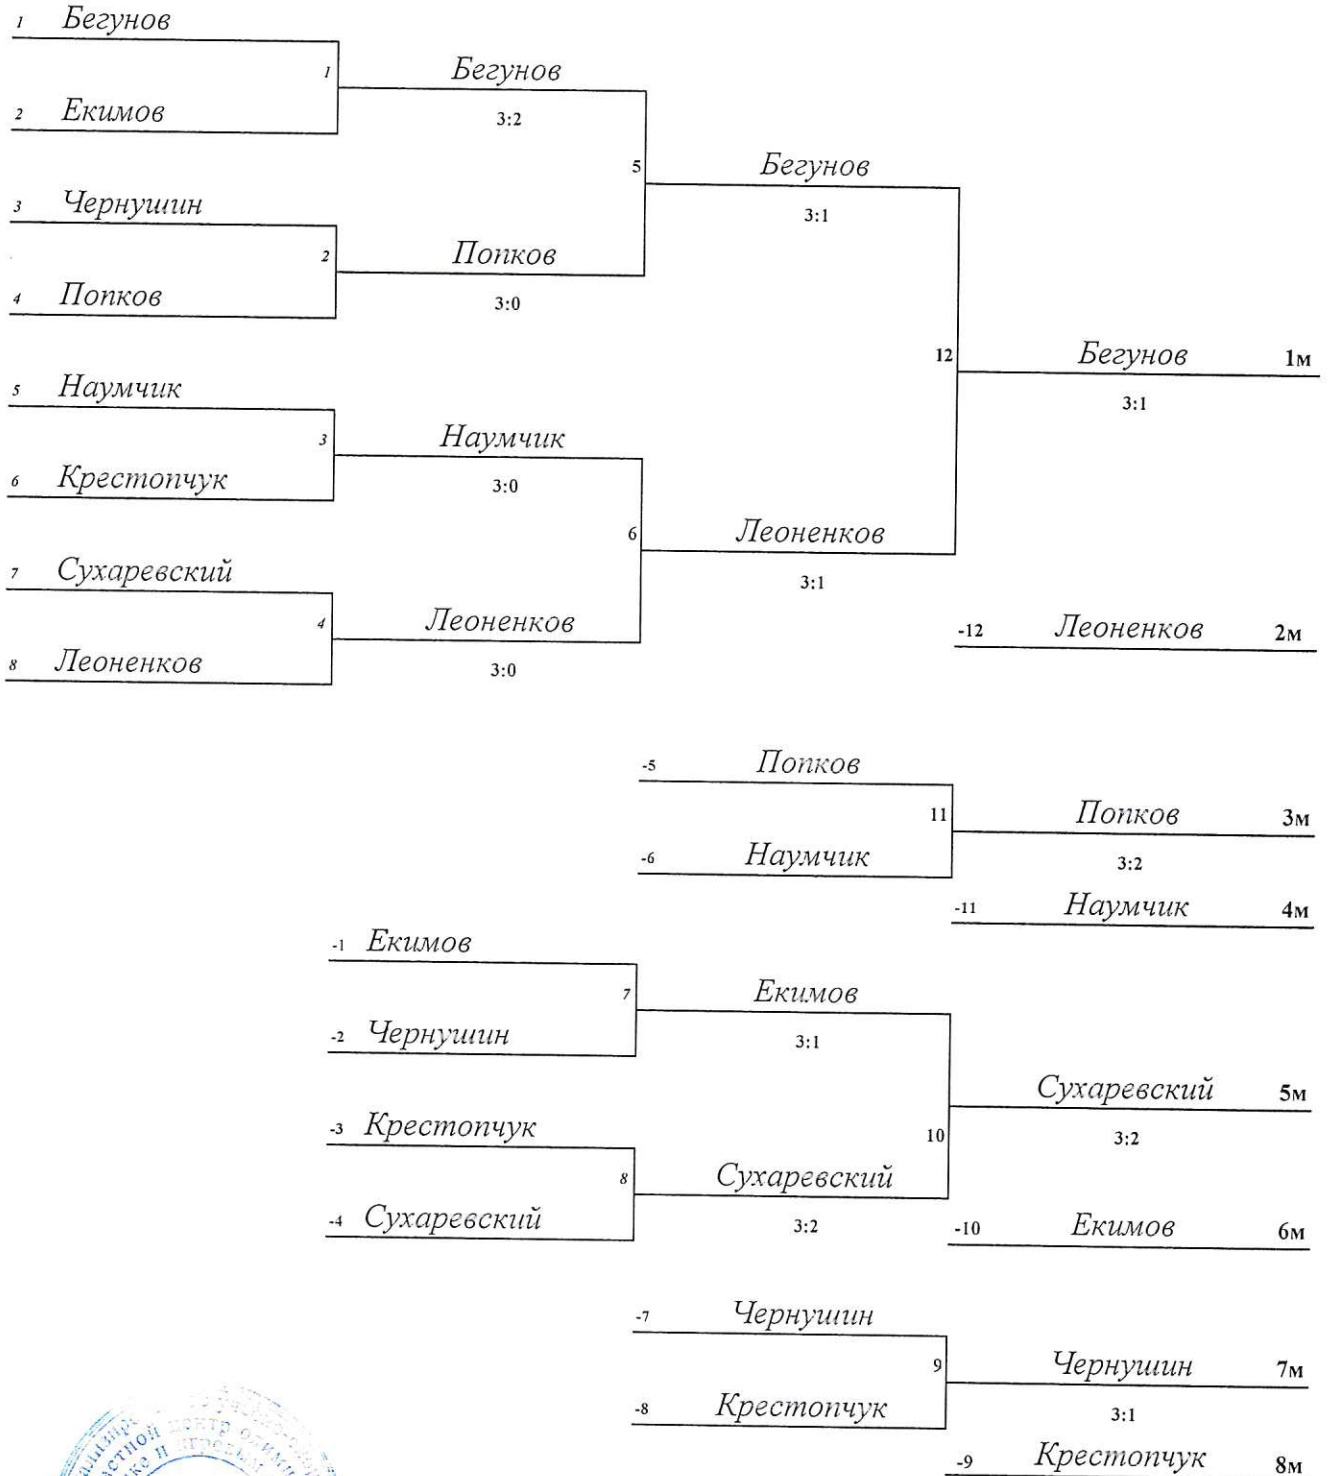 1 Бегунов
1 Бегунов
2 Екимов
3:2
5 Бегунов
3:1
3 Чернушин
2 Попков
4 Попков
3:0
12 Бегунов 1м
3:1
5 Наумчик
3 Наумчик
6 Крестопчук
3:0
6 Леоненков
3:1
7 Сухаревский
4 Леоненков
8 Леоненков
3:0
-12 Леоненков 2м
-5 Попков
11 Попков 3м
-6 Наумчик
3:2
-11 Наумчик 4м
-1 Екимов
7 Екимов
-2 Чернушин
3:1
Сухаревский 5м
-3 Крестопчук
10
3:2
8 Сухаревский
-4 Сухаревский
3:2
-10 Екимов 6м
-7 Чернушин
9 Чернушин 7м
-8 Крестопчук
3:1
-9 Крестопчук 8м